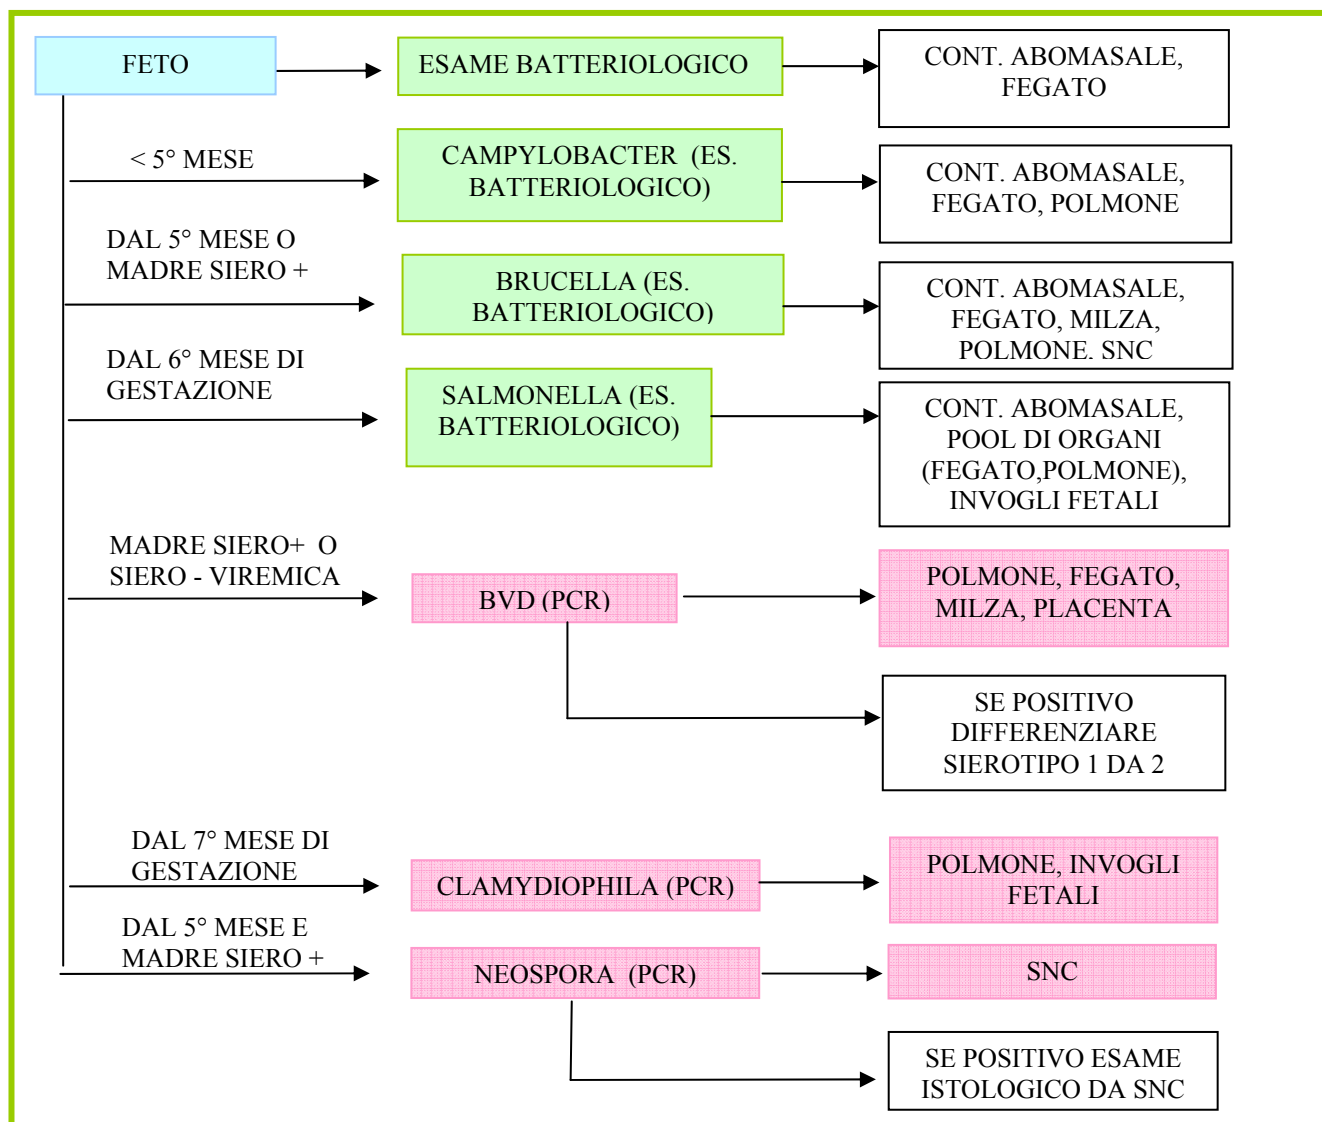 FETO
ESAME BATTERIOLOGICO
CONT. ABOMASALE,
FEGATO
< 5° MESE
CAMPYLOBACTER (ES.
BATTERIOLOGICO)
CONT. ABOMASALE,
FEGATO, POLMONE
DAL 5° MESE O
MADRE SIERO +
BRUCELLA (ES.
BATTERIOLOGICO)
CONT. ABOMASALE,
FEGATO, MILZA,
POLMONE, SNC
DAL 6° MESE DI
GESTAZIONE
SALMONELLA (ES.
BATTERIOLOGICO)
CONT. ABOMASALE,
POOL DI ORGANI
(FEGATO,POLMONE),
INVOGLI FETALI
MADRE SIERO+ O
SIERO - VIREMICA
BVD (PCR)
POLMONE, FEGATO,
MILZA, PLACENTA
SE POSITIVO
DIFFERENZIARE
SIEROTIPO 1 DA 2
DAL 7° MESE DI
GESTAZIONE
CLAMYDIOPHILA (PCR)
POLMONE, INVOGLI
FETALI
DAL 5° MESE E
MADRE SIERO +
NEOSPORA (PCR)
SNC
SE POSITIVO ESAME
ISTOLOGICO DA SNC